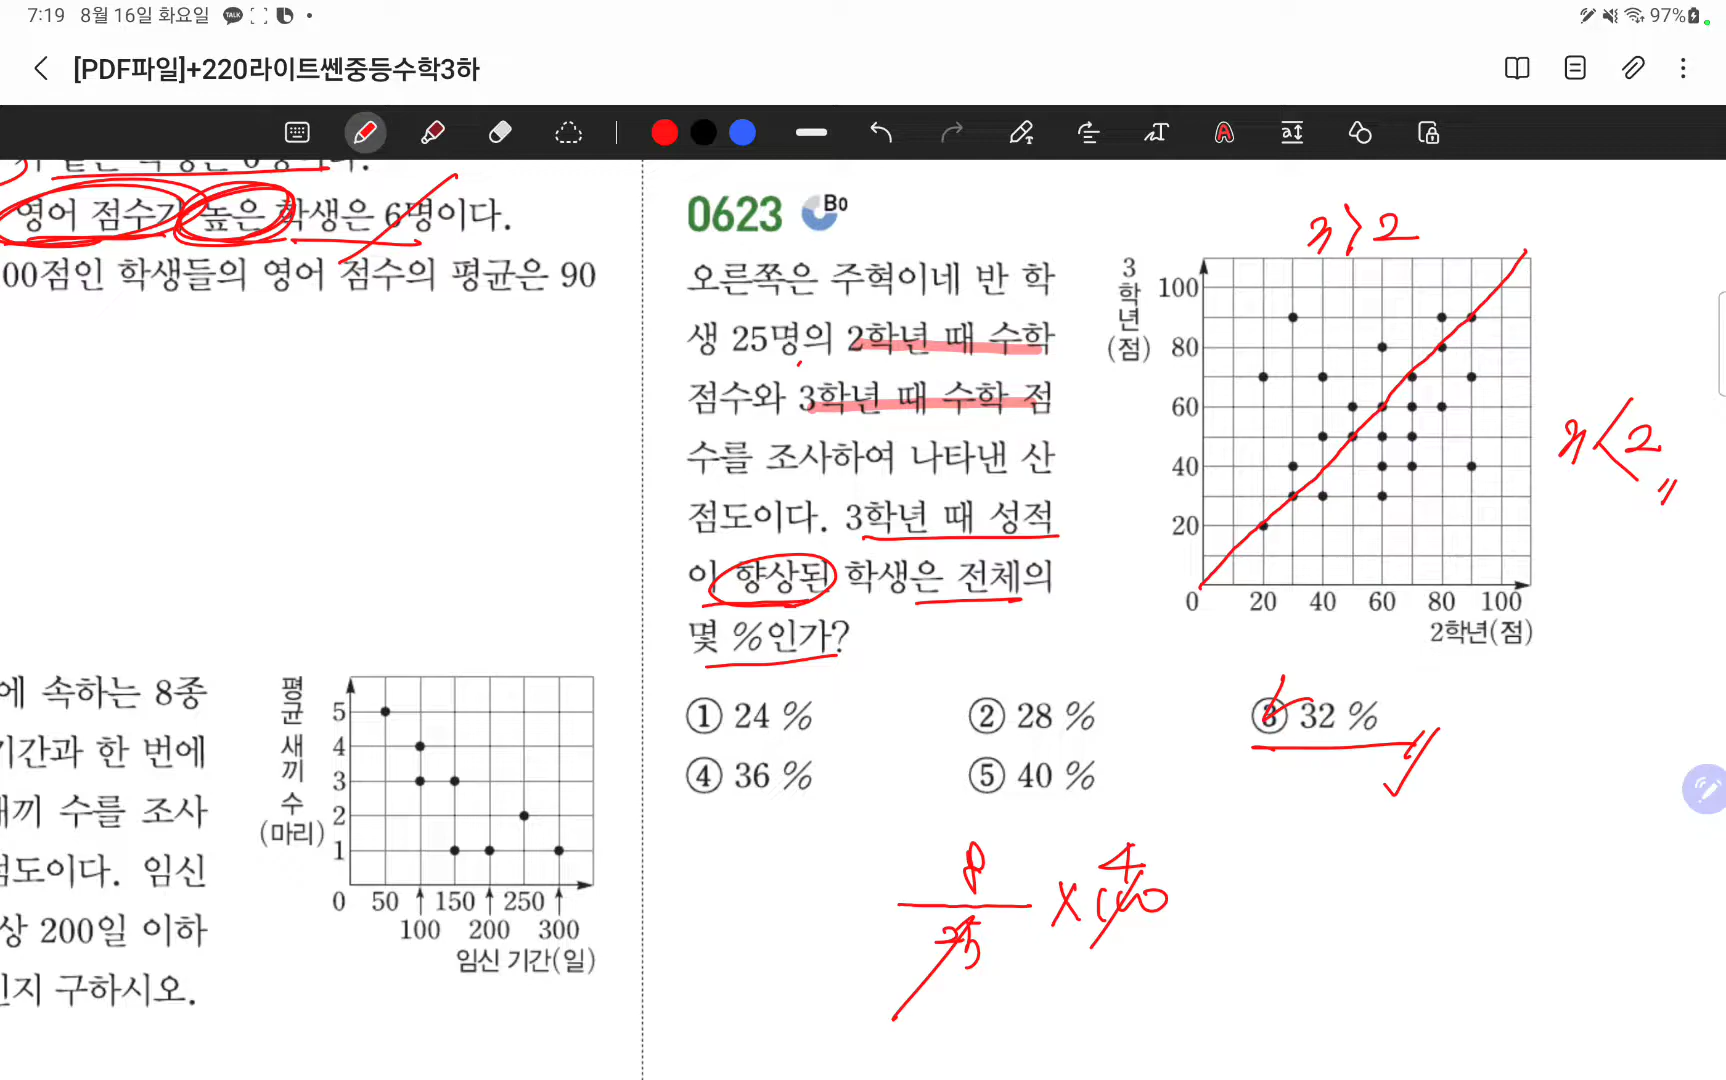 7:19 8월 16일 화요일 TALK
97%
[PDF파일]+220라이트쎈중등수학3하
영어 점수가 높은 학생은 6명이다.
00점인 학생들의 영어 점수의 평균은 90
에 속하는 8종
기간과 한 번에
새끼 수를 조사
점도이다. 임신
상 200일 이하
인지 구하시오.
평균 새끼 수 (마리)
5
4
3
2
1
0 50 150 250
100 200 300
임신 기간(일)
0623 B0
오른쪽은 주혁이네 반 학
생 25명의 2학년 때 수학
점수와 3학년 때 수학 점
수를 조사하여 나타낸 산
점도이다. 3학년 때 성적
이 향상된 학생은 전체의
몇 %인가?
3 > 2
3학년 (점)
100
80
60
40
20
0 20 40 60 80 100
2학년(점)
3 < 2
① 24 % ② 28 % ③ 32 %
④ 36 % ⑤ 40 %
4
8
× 100
25